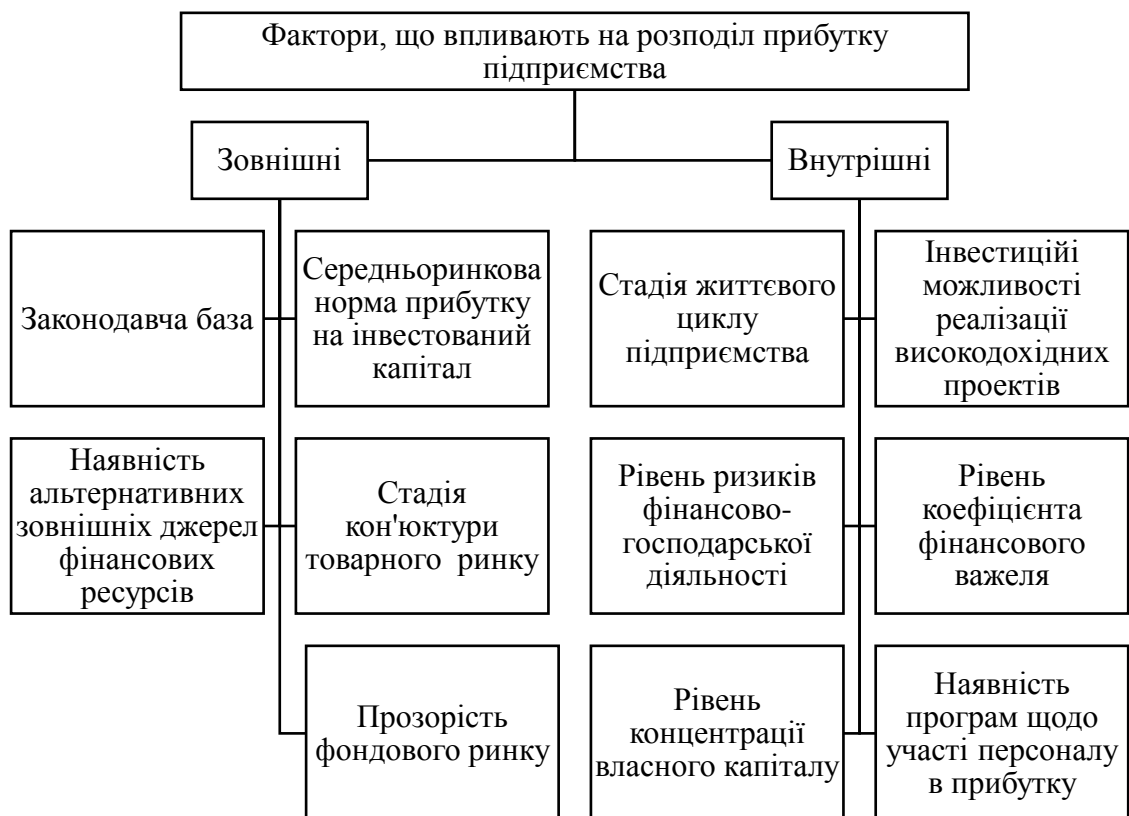 Фактори, що впливають на розподіл прибутку
підприємства
Зовнішні
Внутрішні
Законодавча база
Середньоринкова
норма прибутку
на інвестований
капітал
Стадія життєвого
циклу
підприємства
Інвестиційі
можливості
реалізації
високодохідних
проектів
Наявність
альтернативних
зовнішніх джерел
фінансових
ресурсів
Стадія
кон'юктури
товарного ринку
Рівень ризиків
фінансово-
господарської
діяльності
Рівень
коефіцієнта
фінансового
важеля
Прозорість
фондового ринку
Рівень
концентрації
власного капіталу
Наявність
програм щодо
участі персоналу
в прибутку